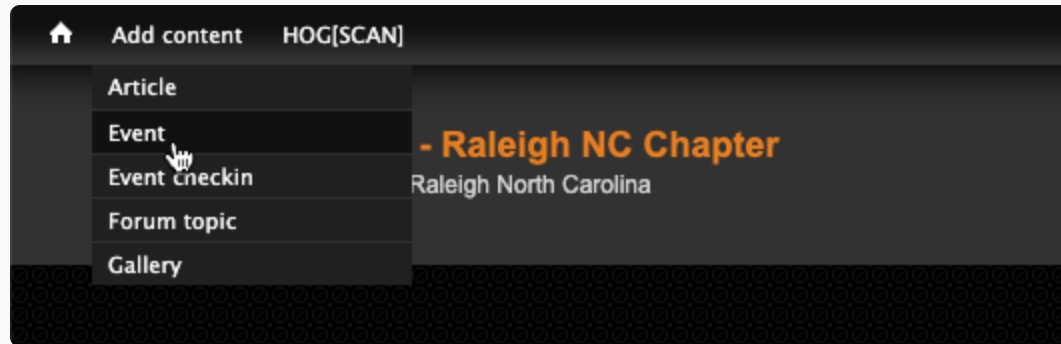 Add content HOG[SCAN]
Article
Event
Event checkin
Forum topic
Gallery
- Raleigh NC Chapter
Raleigh North Carolina